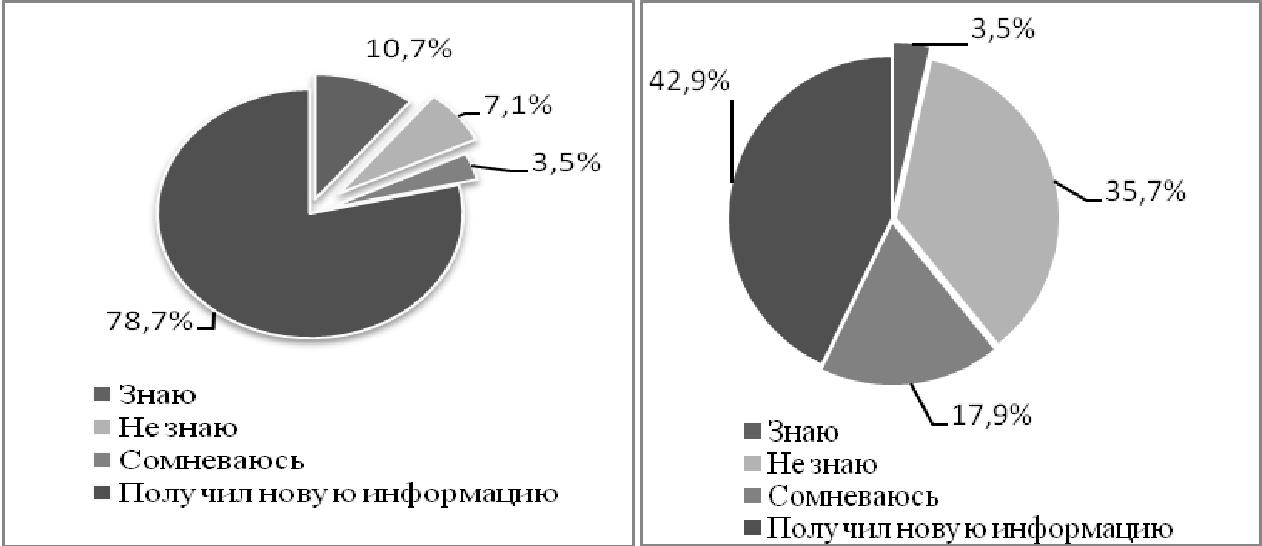 10,7%
7,1%
3,5%
78,7%
Знаю
Не знаю
Сомневаюсь
Получил новую информацию
3,5%
42,9%
35,7%
17,9%
Знаю
Не знаю
Сомневаюсь
Получил новую информацию